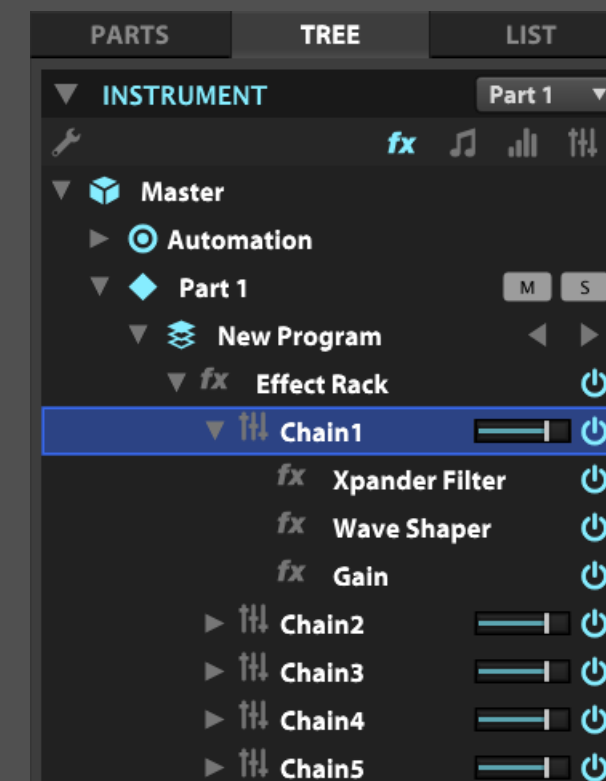 PARTS TREE LIST
INSTRUMENT Part 1
fx
Master
Automation
Part 1 M S
New Program
fx Effect Rack
Chain1
fx Xpander Filter
fx Wave Shaper
fx Gain
Chain2
Chain3
Chain4
Chain5